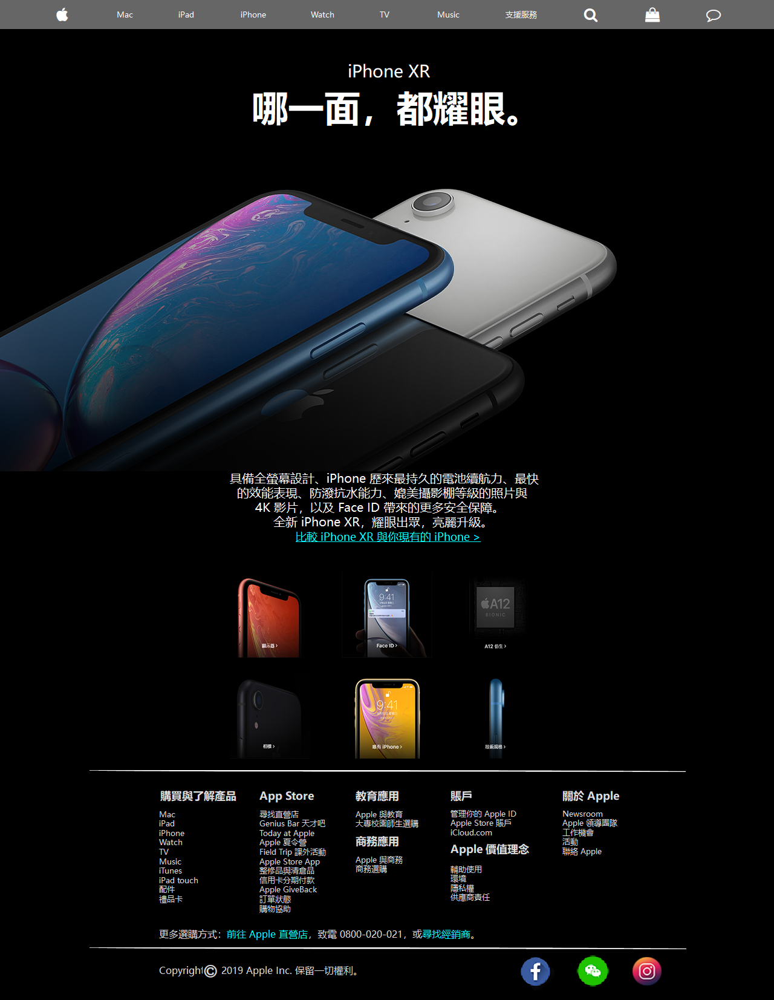 Mac iPad iPhone Watch TV Music 支援服務
iPhone XR
哪一面，都耀眼。
具備全螢幕設計、iPhone 歷來最持久的電池續航力、最快
的效能表現、防潑抗水能力、媲美攝影棚等級的照片與
4K 影片，以及 Face ID 帶來的更多安全保障。
全新 iPhone XR，耀眼出眾，亮麗升級。
比較 iPhone XR 與你現有的 iPhone >
9:41
A12
BIONIC
顯示器 ›
Face ID ›
A12 仿生 ›
9:41
相機 ›
唯有 iPhone ›
技術規格 ›
購買與了解產品
Mac
iPad
iPhone
Watch
TV
Music
iTunes
iPad touch
配件
禮品卡
App Store
尋找直營店
Genius Bar 天才吧
Today at Apple
Apple 夏令營
Field Trip 課外活動
Apple Store App
整修品與清倉品
信用卡分期付款
Apple GiveBack
訂單狀態
購物協助
教育應用
Apple 與教育
大專校園師生選購
商務應用
Apple 與商務
商務選購
賬戶
管理你的 Apple ID
Apple Store 賬戶
iCloud.com
Apple 價值理念
輔助使用
環境
隱私權
供應商責任
關於 Apple
Newsroom
Apple 領導團隊
工作機會
活動
聯絡 Apple
更多選購方式：前往 Apple 直營店，致電 0800-020-021，或尋找經銷商。
Copyright © 2019 Apple Inc. 保留一切權利。